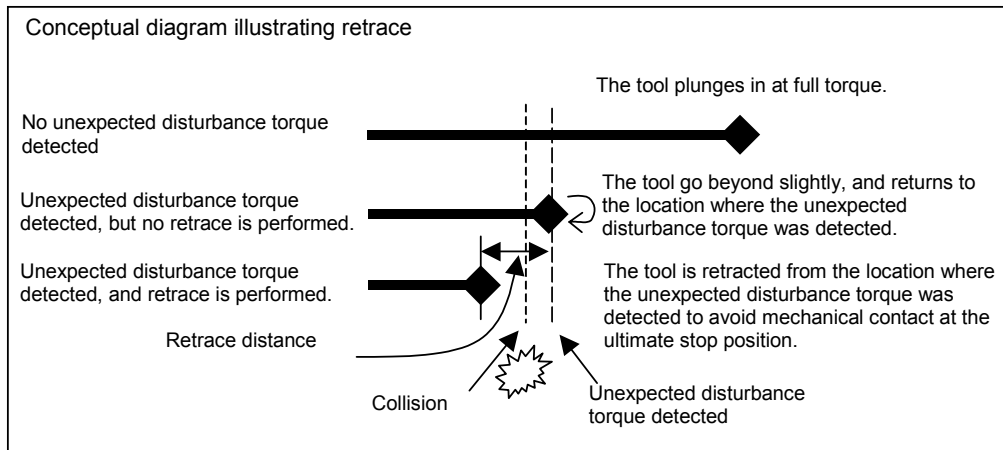 Conceptual diagram illustrating retrace
The tool plunges in at full torque.
No unexpected disturbance torque
detected
Unexpected disturbance torque
detected, but no retrace is performed.
The tool go beyond slightly, and returns to
the location where the unexpected
disturbance torque was detected.
Unexpected disturbance torque
detected, and retrace is performed.
The tool is retracted from the location where
the unexpected disturbance torque was
detected to avoid mechanical contact at the
ultimate stop position.
Retrace distance
Collision
Unexpected disturbance
torque detected